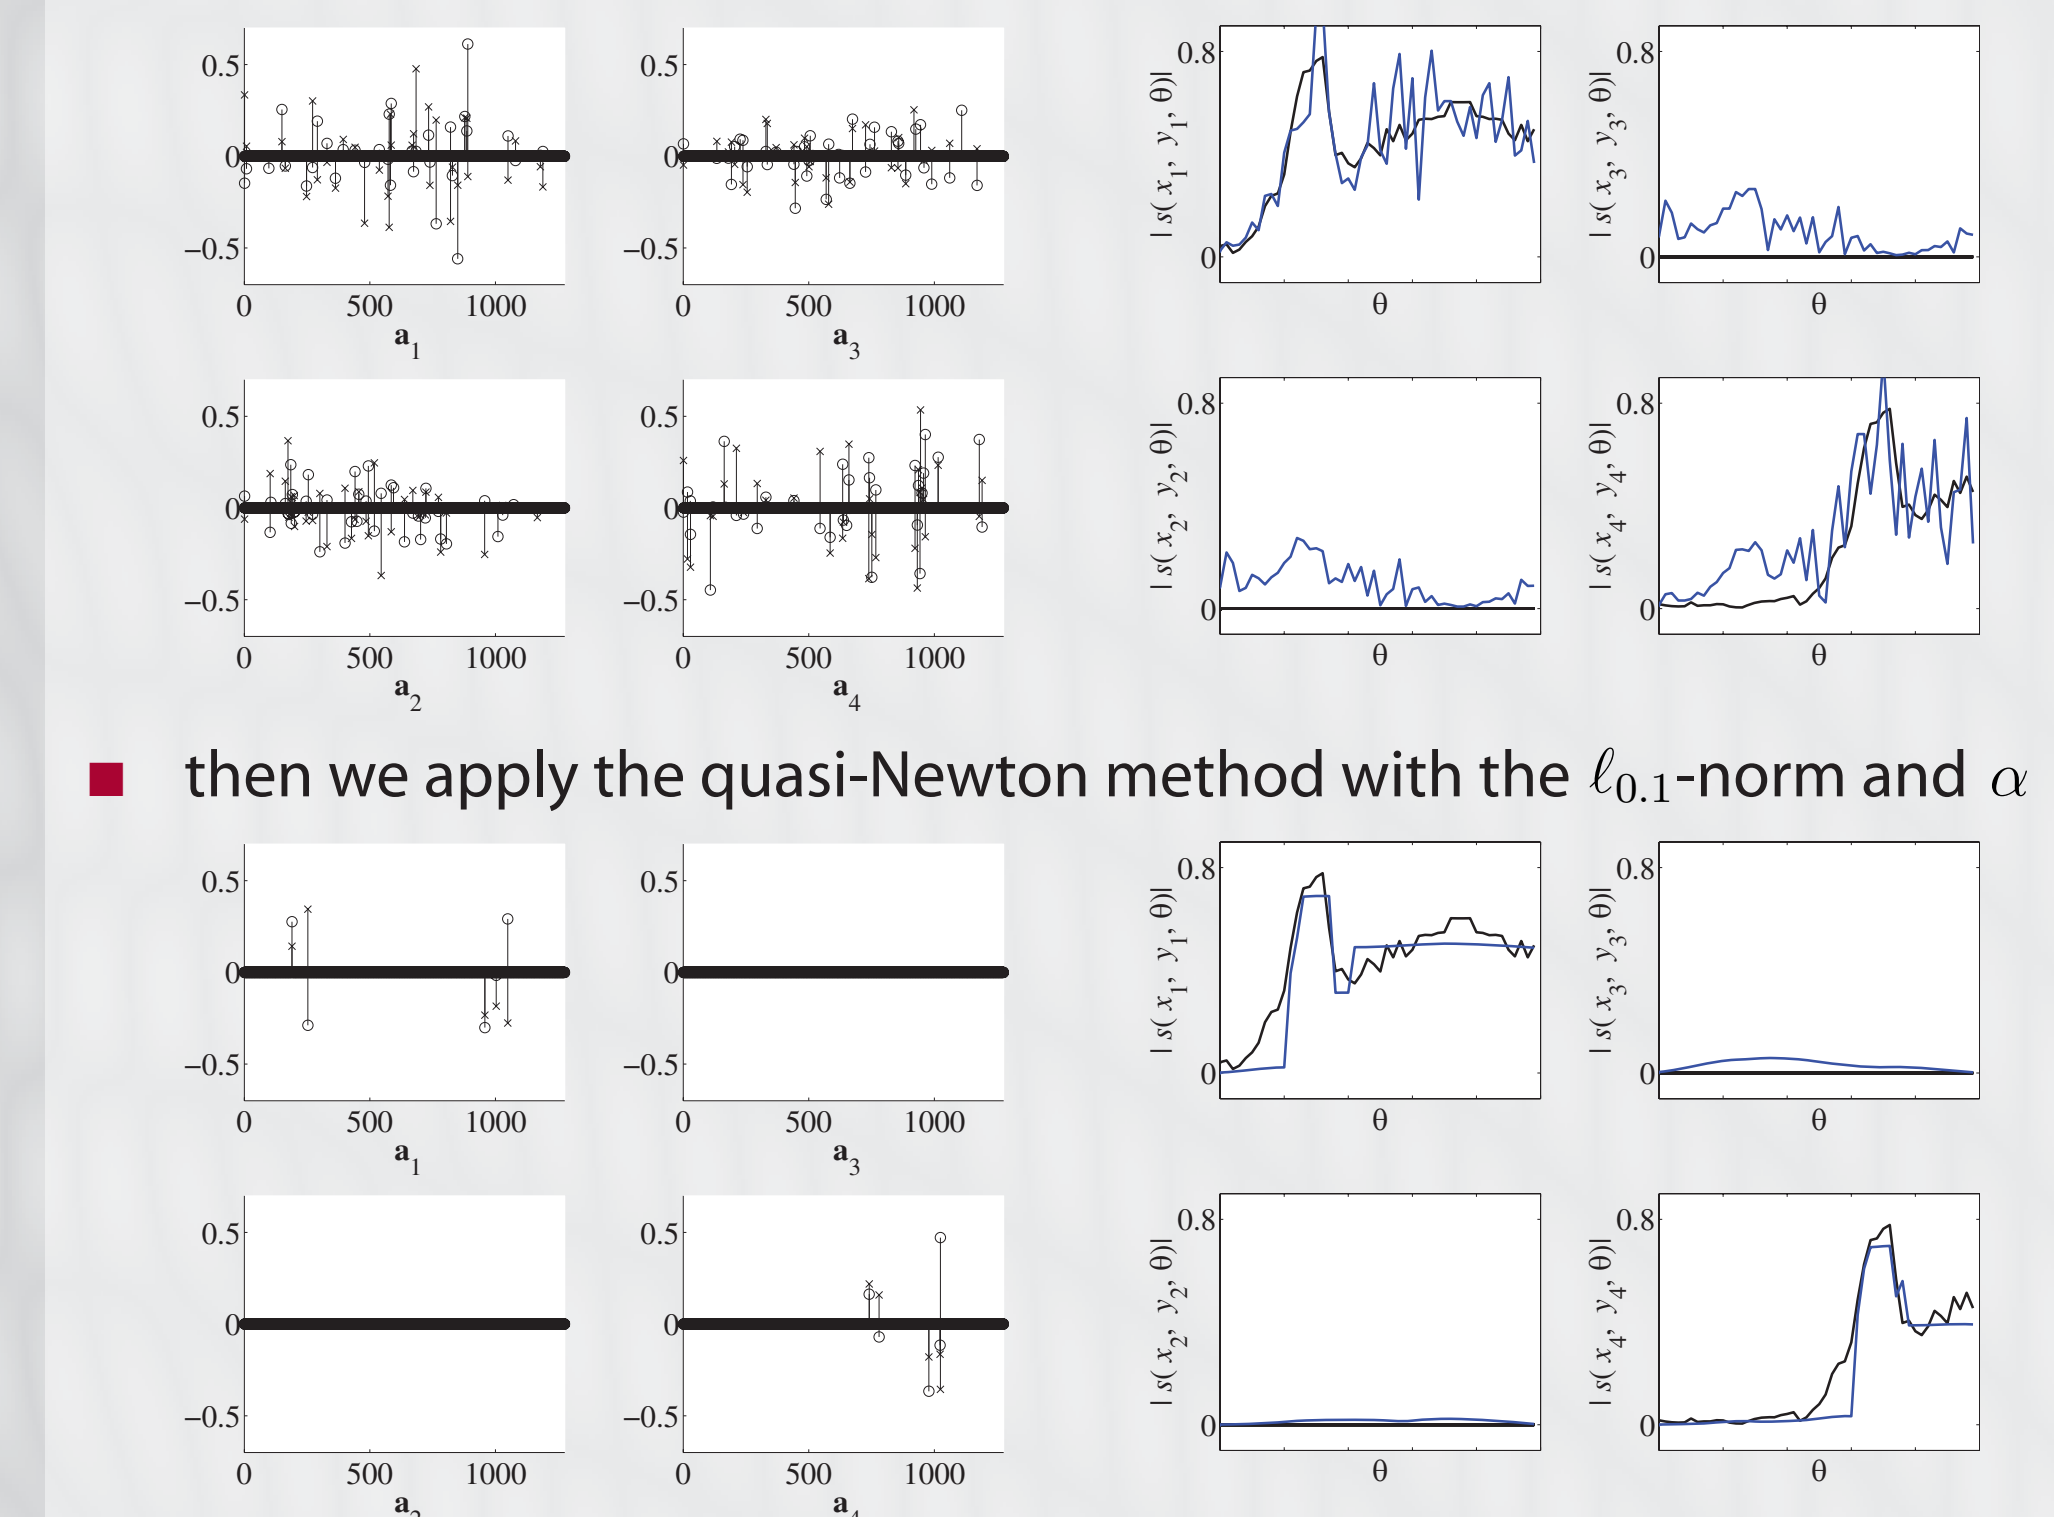 0.5
0
−0.5
0 500 1000
a1
0.5
0
−0.5
0 500 1000
a3
0.8
0
| s( x1, y1, θ)|
θ
0.8
0
| s( x3, y3, θ)|
θ
0.5
0
−0.5
0 500 1000
a2
0.5
0
−0.5
0 500 1000
a4
0.8
0
| s( x2, y2, θ)|
θ
0.8
0
| s( x4, y4, θ)|
θ
then we apply the quasi-Newton method with the ℓ0.1-norm and α
0.5
0
−0.5
0 500 1000
a1
0.5
0
−0.5
0 500 1000
a3
0.8
0
| s( x1, y1, θ)|
θ
0.8
0
| s( x3, y3, θ)|
θ
0.5
0
−0.5
0 500 1000
a2
0.5
0
−0.5
0 500 1000
a4
0.8
0
| s( x2, y2, θ)|
θ
0.8
0
| s( x4, y4, θ)|
θ